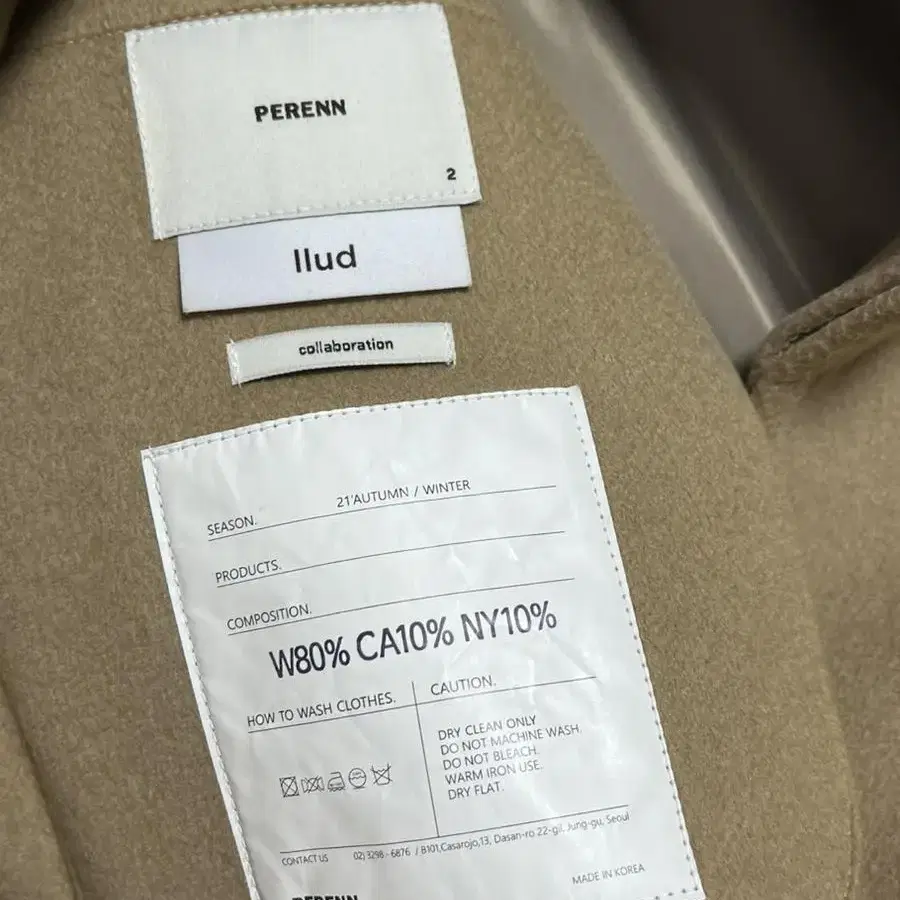 PERENN
2
llud
collaboration
SEASON. 21'AUTUMN / WINTER
PRODUCTS.
COMPOSITION.
W80% CA10% NY10%
HOW TO WASH CLOTHES.
CAUTION.
DRY CLEAN ONLY
DO NOT MACHINE WASH.
DO NOT BLEACH.
WARM IRON USE.
DRY FLAT.
CONTACT US 02) 3298 - 6876 / B101,Casarojo,13, Dasan-ro 22-gil, Jung-gu, Seoul
MADE IN KOREA
PERENN